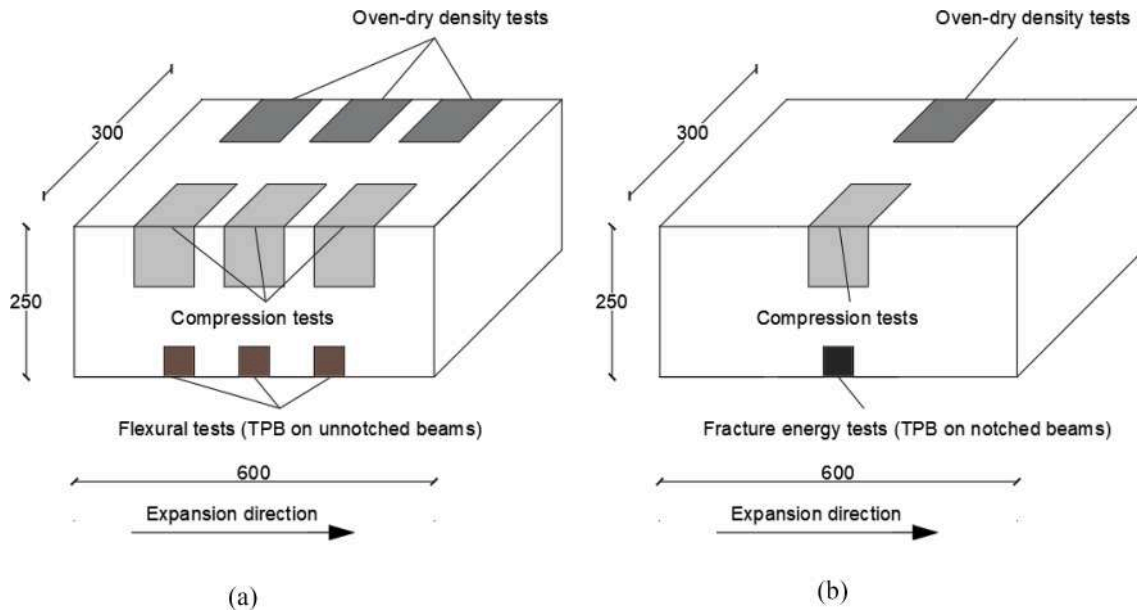 Oven-dry density tests
300
250
Compression tests
Flexural tests (TPB on unnotched beams)
600
Expansion direction
(a)
Oven-dry density tests
300
250
Compression tests
Fracture energy tests (TPB on notched beams)
600
Expansion direction
(b)